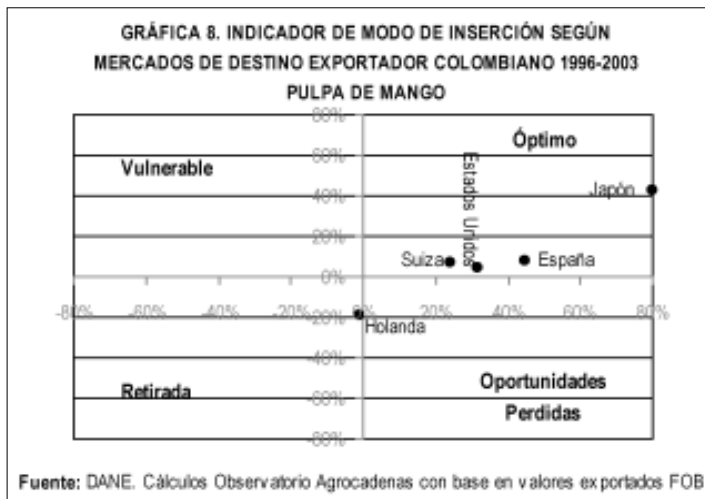 GRÁFICA 8. INDICADOR DE MODO DE INSERCIÓN SEGÚN
MERCADOS DE DESTINO EXPORTADOR COLOMBIANO 1996-2003
PULPA DE MANGO
80%
Óptimo
60%
Vulnerable
Estados Unidos
Japón
40%
20%
Suiza
España
0%
-80%
-60%
-40%
-20%
0%
20%
40%
60%
80%
-20%
Holanda
-40%
Retirada
Oportunidades
-60%
Perdidas
-80%
Fuente: DANE. Cálculos Observatorio Agrocadenas con base en valores exportados FOB